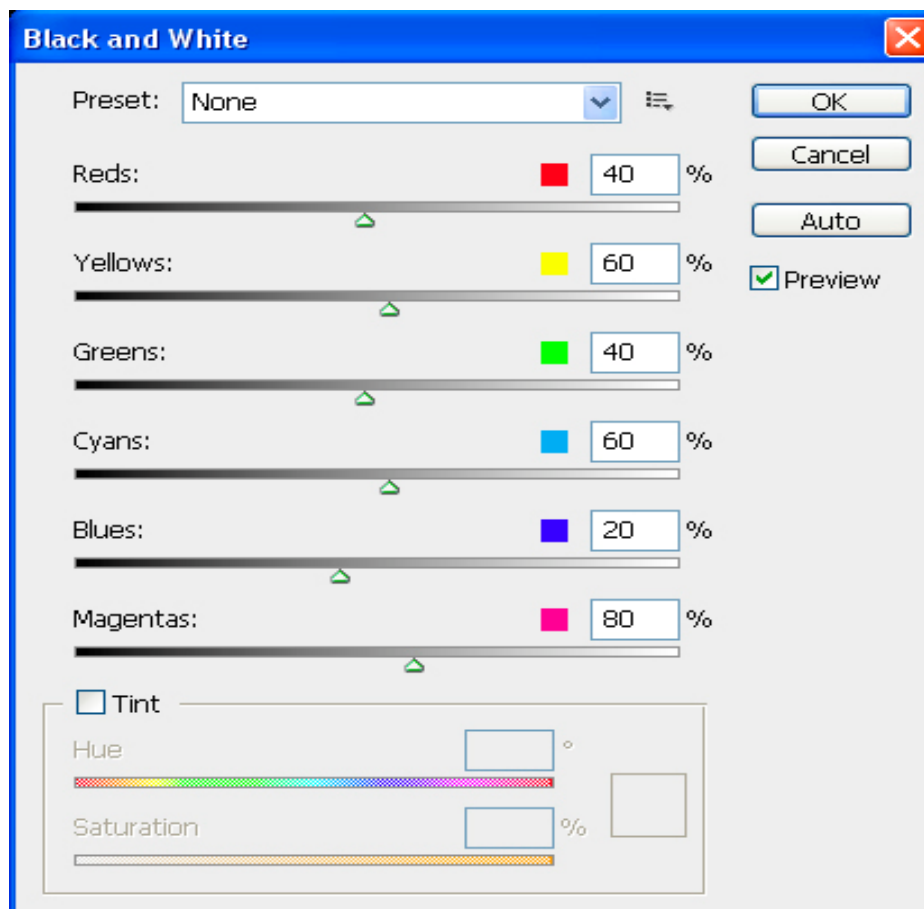 Black and White
Preset: None OK
Cancel
Reds: 40 %
Auto
Yellows: 60 %
Preview
Greens: 40 %
Cyans: 60 %
Blues: 20 %
Magentas: 80 %
Tint
Hue °
Saturation %